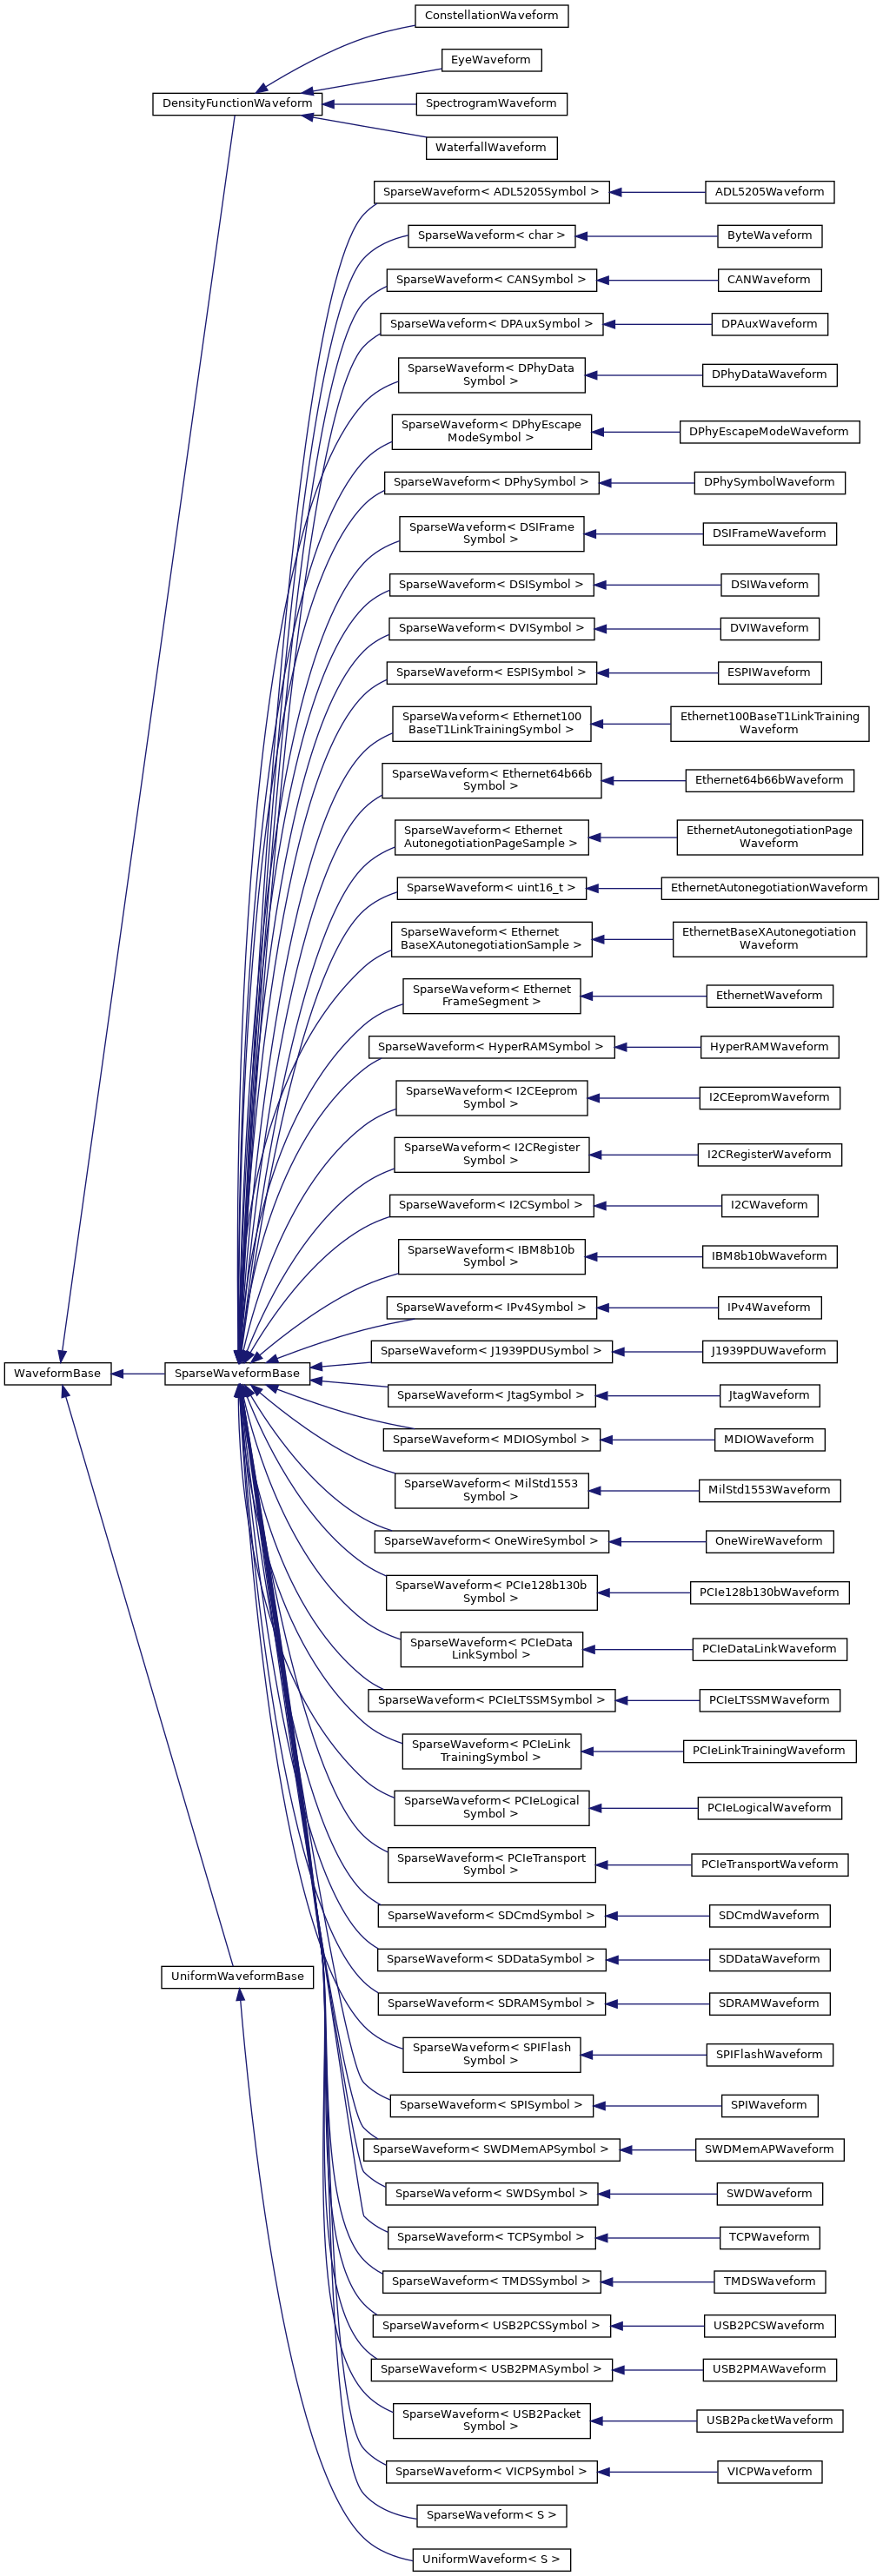 ConstellationWaveform
EyeWaveform
DensityFunctionWaveform
SpectrogramWaveform
WaterfallWaveform
SparseWaveform< ADL5205Symbol >
ADL5205Waveform
SparseWaveform< char >
ByteWaveform
SparseWaveform< CANSymbol >
CANWaveform
SparseWaveform< DPAuxSymbol >
DPAuxWaveform
SparseWaveform< DPhyData
Symbol >
DPhyDataWaveform
SparseWaveform< DPhyEscape
ModeSymbol >
DPhyEscapeModeWaveform
SparseWaveform< DPhySymbol >
DPhySymbolWaveform
SparseWaveform< DSIFrame
Symbol >
DSIFrameWaveform
SparseWaveform< DSISymbol >
DSIWaveform
SparseWaveform< DVISymbol >
DVIWaveform
SparseWaveform< ESPISymbol >
ESPIWaveform
SparseWaveform< Ethernet100
BaseT1LinkTrainingSymbol >
Ethernet100BaseT1LinkTraining
Waveform
SparseWaveform< Ethernet64b66b
Symbol >
Ethernet64b66bWaveform
SparseWaveform< Ethernet
AutonegotiationPageSample >
EthernetAutonegotiationPage
Waveform
SparseWaveform< uint16_t >
EthernetAutonegotiationWaveform
SparseWaveform< Ethernet
BaseXAutonegotiationSample >
EthernetBaseXAutonegotiation
Waveform
SparseWaveform< Ethernet
FrameSegment >
EthernetWaveform
SparseWaveform< HyperRAMSymbol >
HyperRAMWaveform
SparseWaveform< I2CEeprom
Symbol >
I2CEepromWaveform
SparseWaveform< I2CRegister
Symbol >
I2CRegisterWaveform
SparseWaveform< I2CSymbol >
I2CWaveform
SparseWaveform< IBM8b10b
Symbol >
IBM8b10bWaveform
SparseWaveform< IPv4Symbol >
IPv4Waveform
SparseWaveform< J1939PDUSymbol >
J1939PDUWaveform
WaveformBase
SparseWaveformBase
SparseWaveform< JtagSymbol >
JtagWaveform
SparseWaveform< MDIOSymbol >
MDIOWaveform
SparseWaveform< MilStd1553
Symbol >
MilStd1553Waveform
SparseWaveform< OneWireSymbol >
OneWireWaveform
SparseWaveform< PCIe128b130b
Symbol >
PCIe128b130bWaveform
SparseWaveform< PCIeData
LinkSymbol >
PCIeDataLinkWaveform
SparseWaveform< PCIeLTSSMSymbol >
PCIeLTSSMWaveform
SparseWaveform< PCIeLink
TrainingSymbol >
PCIeLinkTrainingWaveform
SparseWaveform< PCIeLogical
Symbol >
PCIeLogicalWaveform
SparseWaveform< PCIeTransport
Symbol >
PCIeTransportWaveform
SparseWaveform< SDCmdSymbol >
SDCmdWaveform
SparseWaveform< SDDataSymbol >
SDDataWaveform
UniformWaveformBase
SparseWaveform< SDRAMSymbol >
SDRAMWaveform
SparseWaveform< SPIFlash
Symbol >
SPIFlashWaveform
SparseWaveform< SPISymbol >
SPIWaveform
SparseWaveform< SWDMemAPSymbol >
SWDMemAPWaveform
SparseWaveform< SWDSymbol >
SWDWaveform
SparseWaveform< TCPSymbol >
TCPWaveform
SparseWaveform< TMDSSymbol >
TMDSWaveform
SparseWaveform< USB2PCSSymbol >
USB2PCSWaveform
SparseWaveform< USB2PMASymbol >
USB2PMAWaveform
SparseWaveform< USB2Packet
Symbol >
USB2PacketWaveform
SparseWaveform< VICPSymbol >
VICPWaveform
SparseWaveform< S >
UniformWaveform< S >